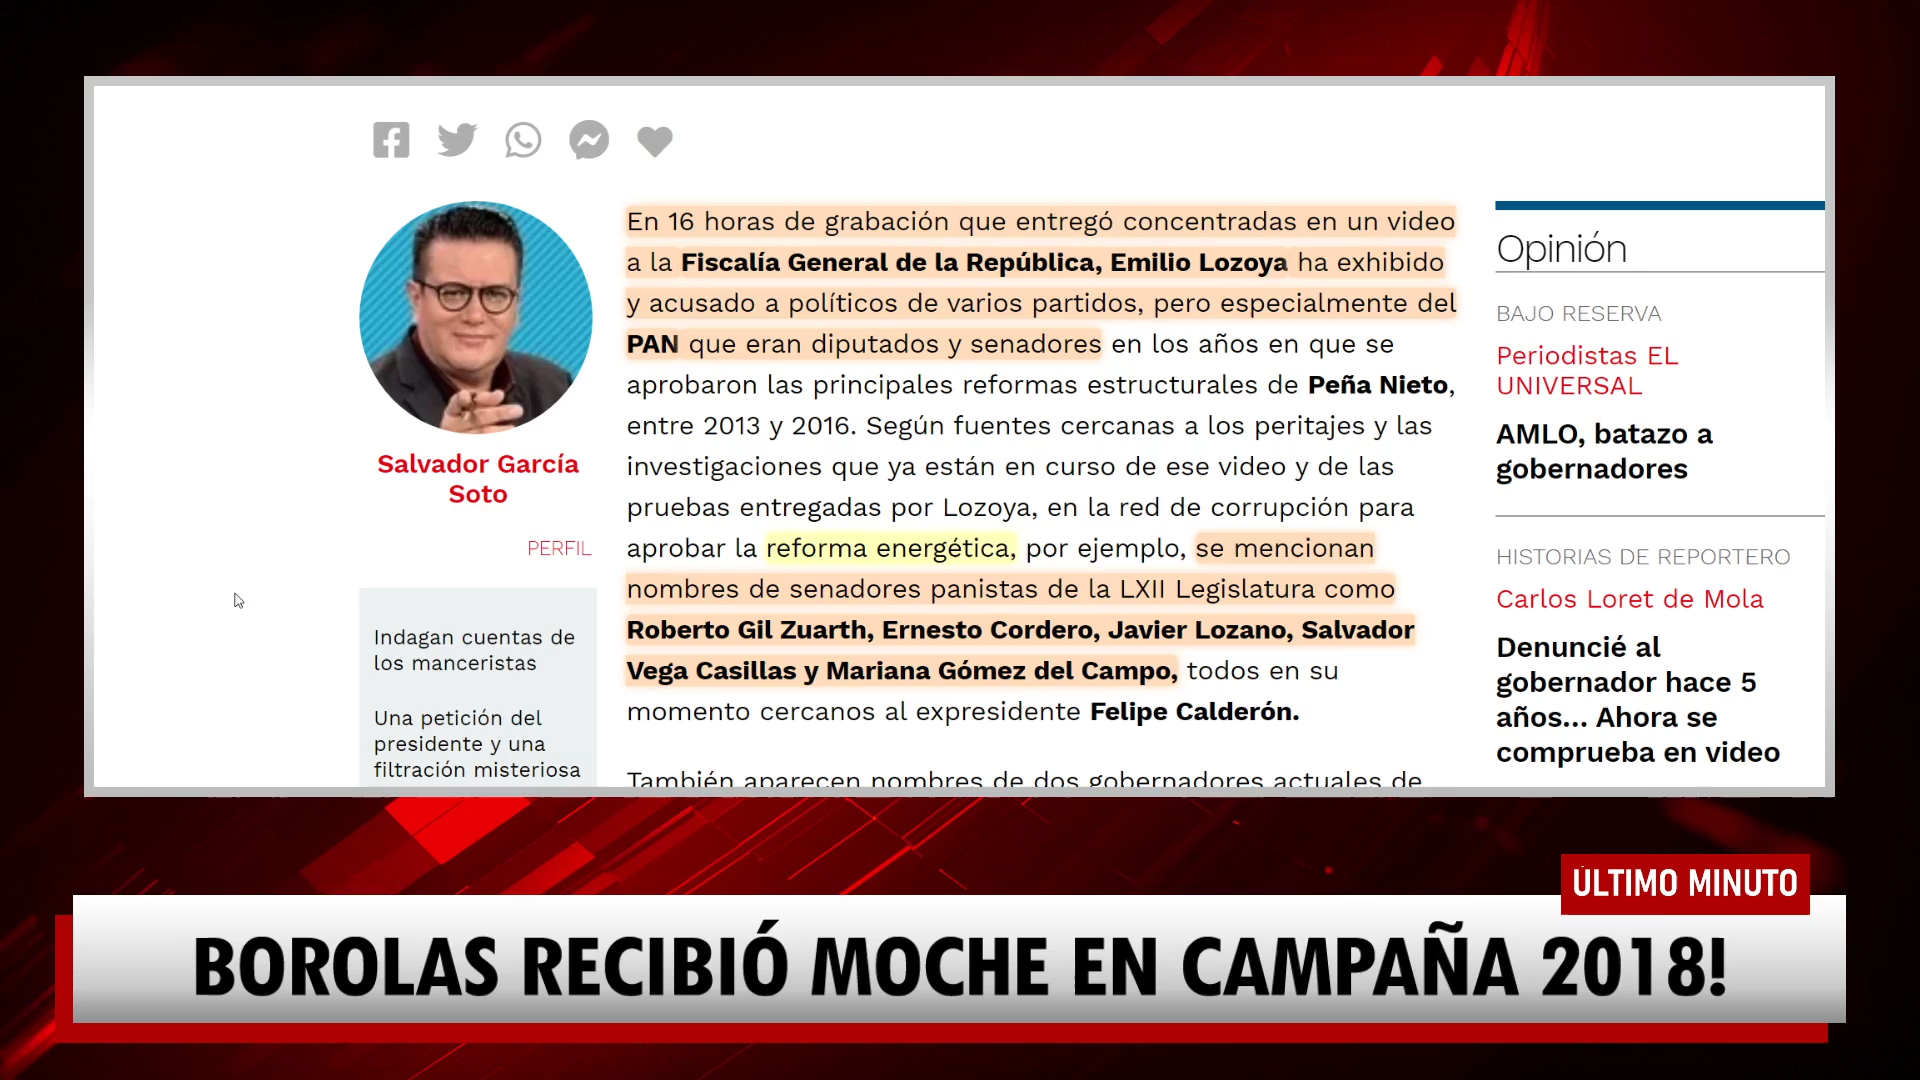 En 16 horas de grabación que entregó concentradas en un video
a la Fiscalía General de la República, Emilio Lozoya ha exhibido
y acusado a políticos de varios partidos, pero especialmente del
PAN que eran diputados y senadores en los años en que se
aprobaron las principales reformas estructurales de Peña Nieto,
entre 2013 y 2016. Según fuentes cercanas a los peritajes y las
investigaciones que ya están en curso de ese video y de las
pruebas entregadas por Lozoya, en la red de corrupción para
aprobar la reforma energética, por ejemplo, se mencionan
nombres de senadores panistas de la LXII Legislatura como
Roberto Gil Zuarth, Ernesto Cordero, Javier Lozano, Salvador
Vega Casillas y Mariana Gómez del Campo, todos en su
momento cercanos al expresidente Felipe Calderón.
También aparecen nombres de dos gobernadores actuales de
Salvador García
Soto
PERFIL
Indagan cuentas de
los manceristas
Una petición del
presidente y una
filtración misteriosa
Opinión
BAJO RESERVA
Periodistas EL
UNIVERSAL
AMLO, batazo a
gobernadores
HISTORIAS DE REPORTERO
Carlos Loret de Mola
Denuncié al
gobernador hace 5
años... Ahora se
comprueba en video
ÚLTIMO MINUTO
BOROLAS RECIBIÓ MOCHE EN CAMPAÑA 2018!